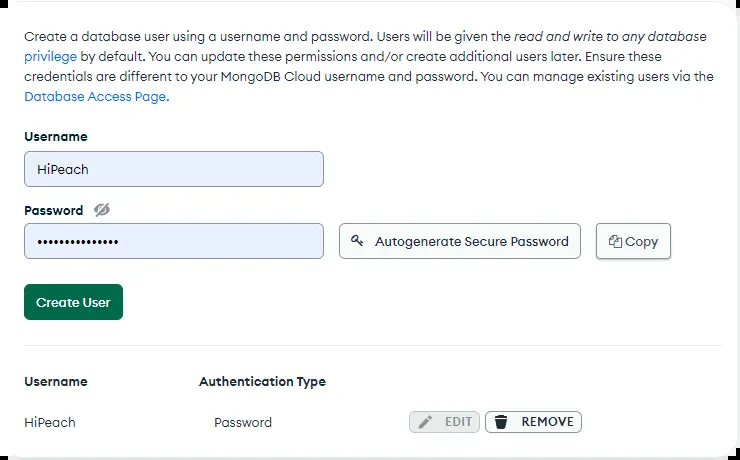 Create a database user using a username and password. Users will be given the read and write to any database
privilege by default. You can update these permissions and/or create additional users later. Ensure these
credentials are different to your MongoDB Cloud username and password. You can manage existing users via the
Database Access Page.
Username
HiPeach
Password
•••••••••••••••
Autogenerate Secure Password
Copy
Create User
Username Authentication Type
HiPeach Password EDIT REMOVE